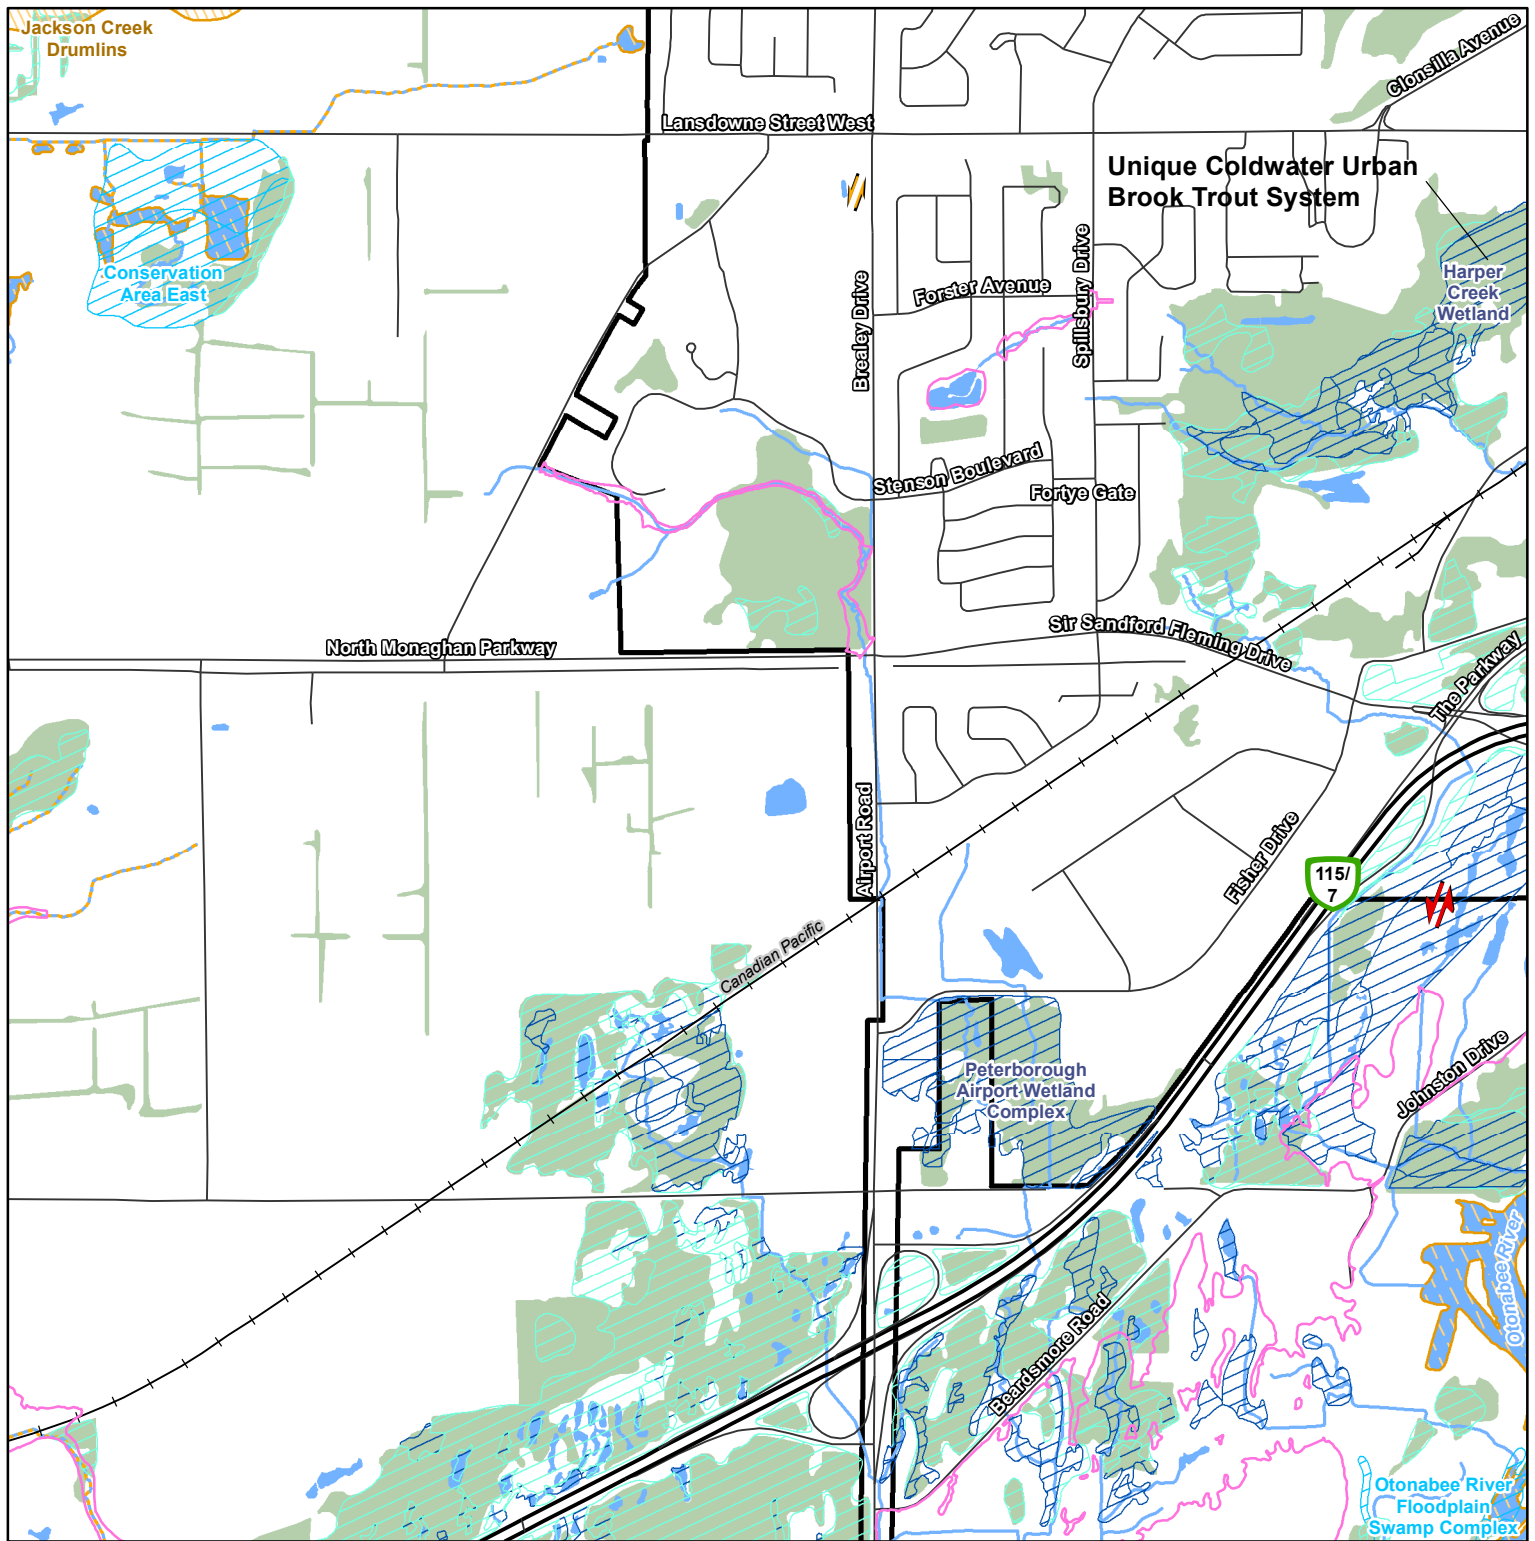 Jackson Creek
Drumlins
Clonsilla Avenue
Lansdowne Street West
Unique Coldwater Urban
Brook Trout System
Conservation
Area East
Harper
Creek
Wetland
Forster Avenue
Spillsbury Drive
Brealey Drive
Stenson Boulevard
Fortye Gate
North Monaghan Parkway
Sir Sandford Fleming Drive
The Parkway
Airport Road
Fisher Drive
115/
7
Canadian Pacific
Peterborough
Airport Wetland
Complex
Johnston Drive
Otonabee River
Beardsmore Road
Otonabee River
Floodplain
Swamp Complex